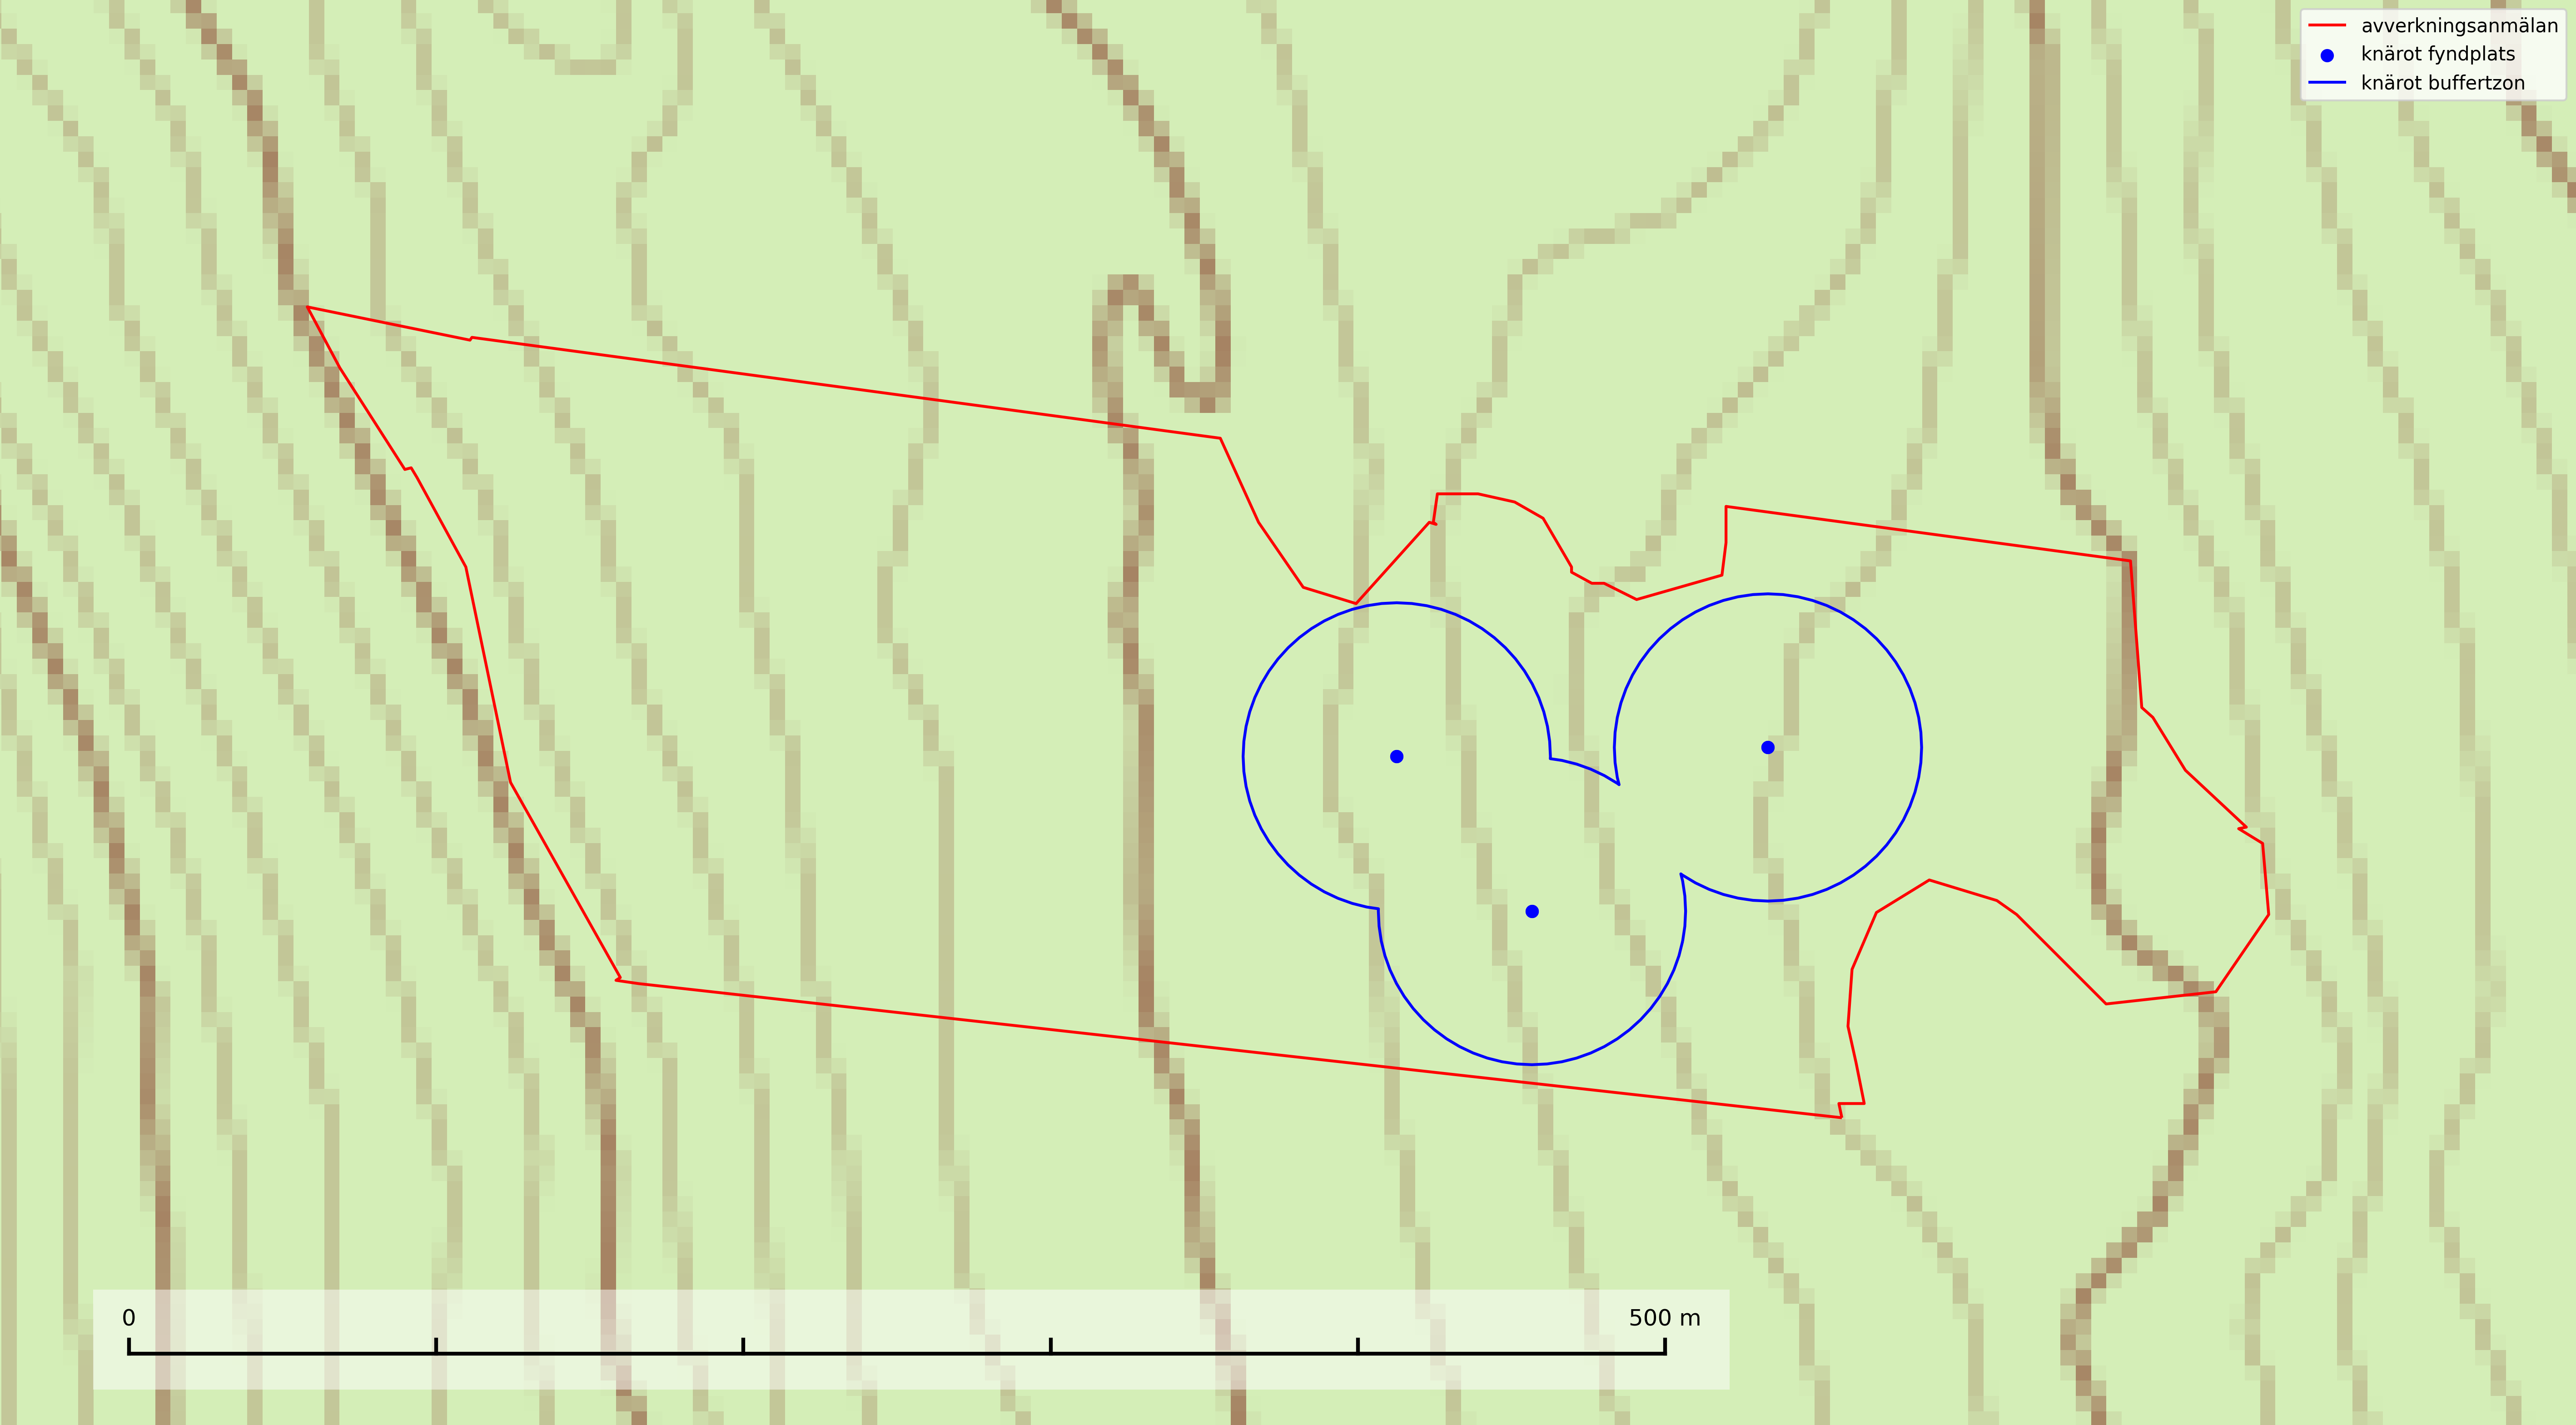 avverkningsanmälan
knärot fyndplats
knärot buffertzon
0 500 m